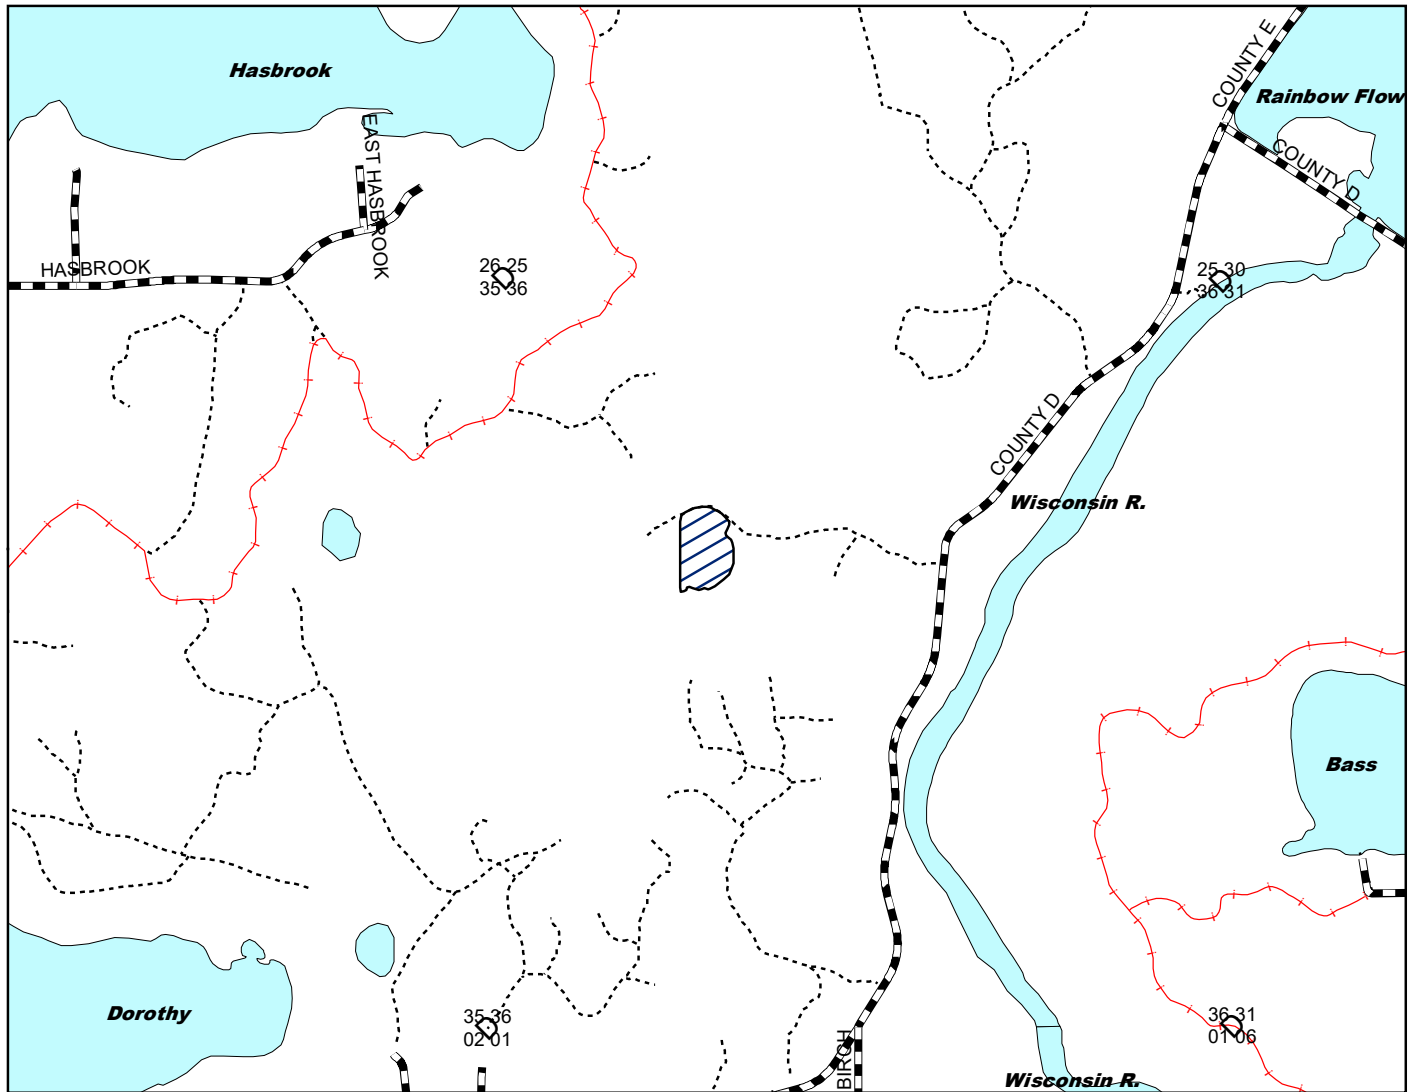 COUNTY E
Hasbrook
Rainbow Flow
EAST HASBROOK
COUNTY D
HASBROOK
26 25
35 36
25 30
36 31
COUNTY D
Wisconsin R.
Bass
Dorothy
35 36
02 01
36 31
01 06
BIRCH
Wisconsin R.